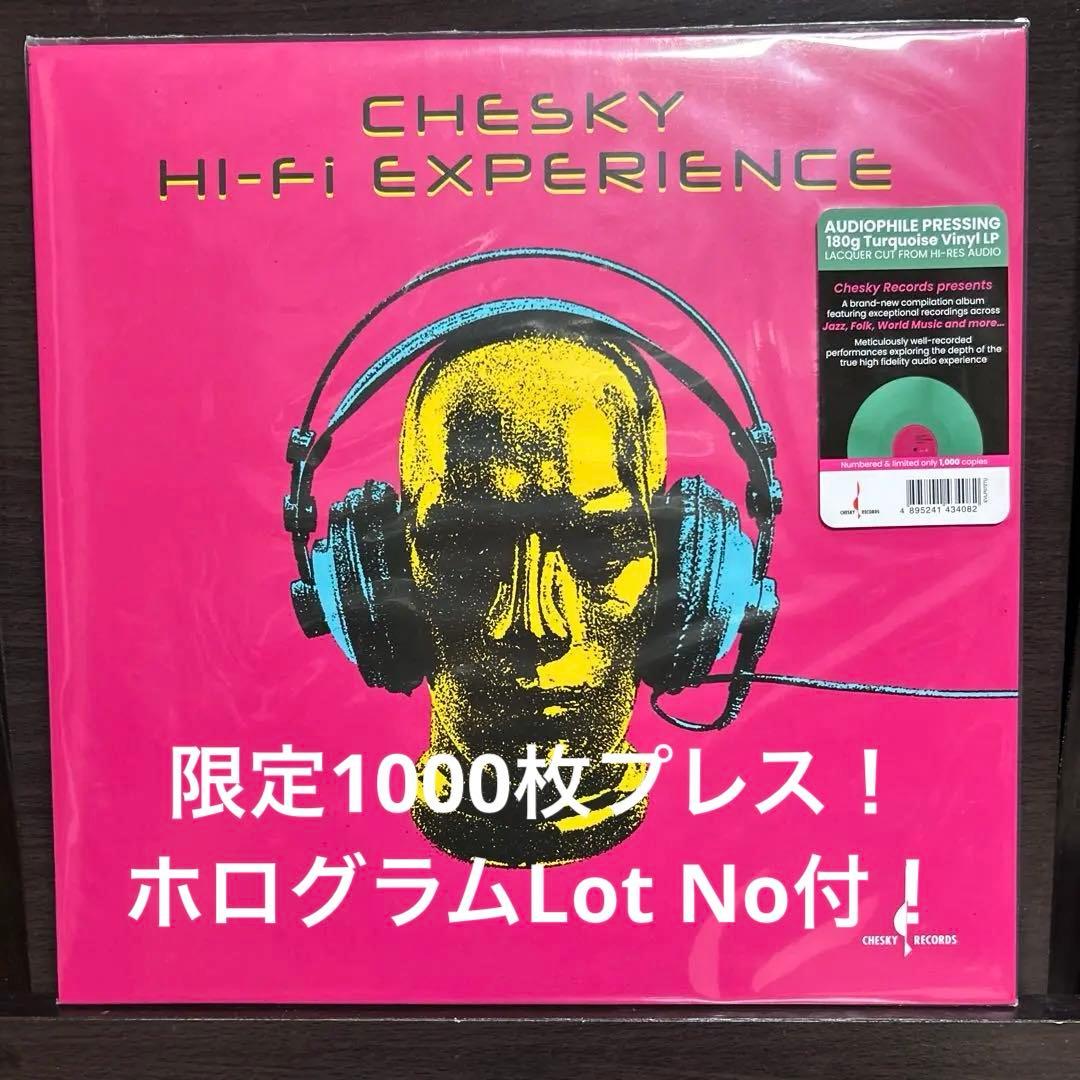 CHESKY
HI-Fi EXPERIENCE
AUDIOPHILE PRESSING
180g Turquoise Vinyl LP
LACQUER CUT FROM HI-RES AUDIO
Chesky Records presents
A brand-new compilation album
featuring exceptional recordings across
Jazz, Folk, World Music and more...
Meticulously well-recorded
performances exploring the depth of the
true high fidelity audio experience
Numbered & limited only 1,000 copies
CHESKY RECORDS
4 895241 434082
限定1000枚プレス！
ホログラムLot No付！
CHESKY RECORDS